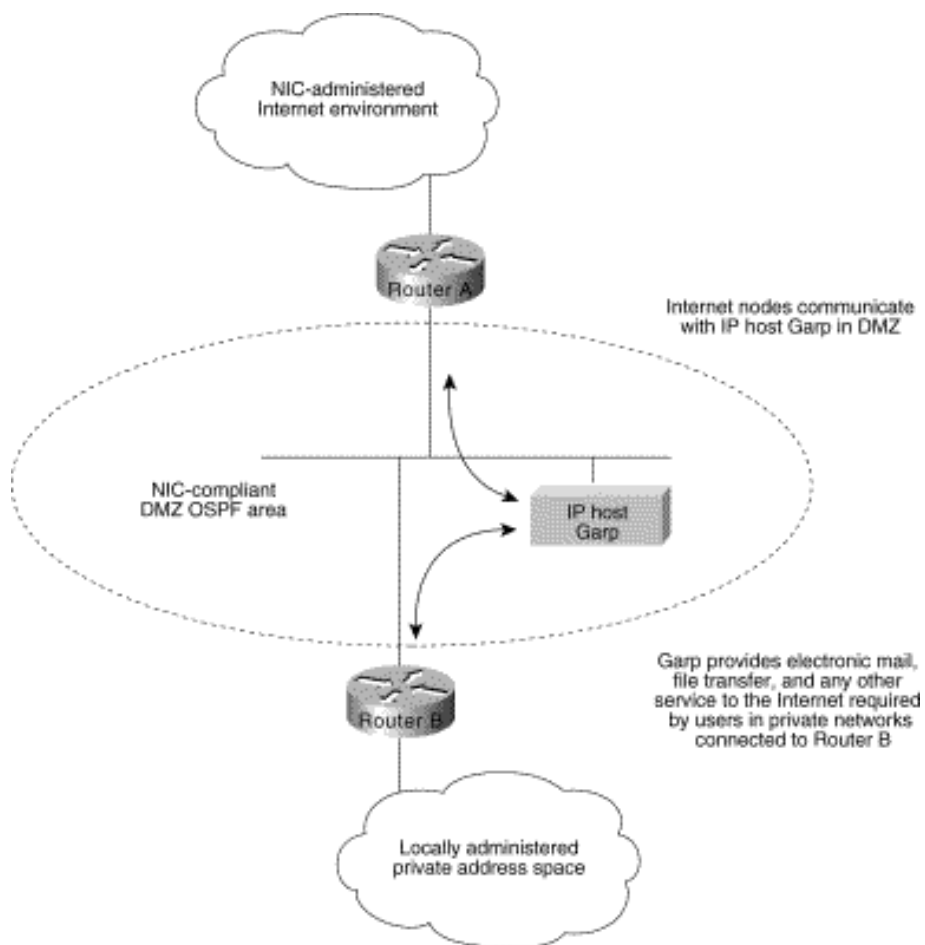 NIC-administered
Internet environment
Router A
Internet nodes communicate
with IP host Garp in DMZ
NIC-compliant
DMZ OSPF area
IP host
Garp
Garp provides electronic mail,
file transfer, and any other
service to the Internet required
by users in private networks
connected to Router B
Router B
Locally administered
private address space